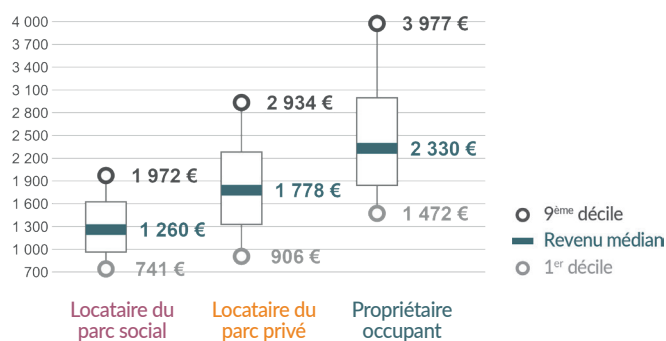 4 000
3 700
3 400
3 100
2 800
2 500
2 200
1 900
1 600
1 300
1 000
700
3 977 €
2 934 €
2 330 €
1 972 €
1 778 €
1 472 €
1 260 €
906 €
741 €
9ème décile
Revenu médian
1er décile
Locataire du
parc social
Locataire du
parc privé
Propriétaire
occupant